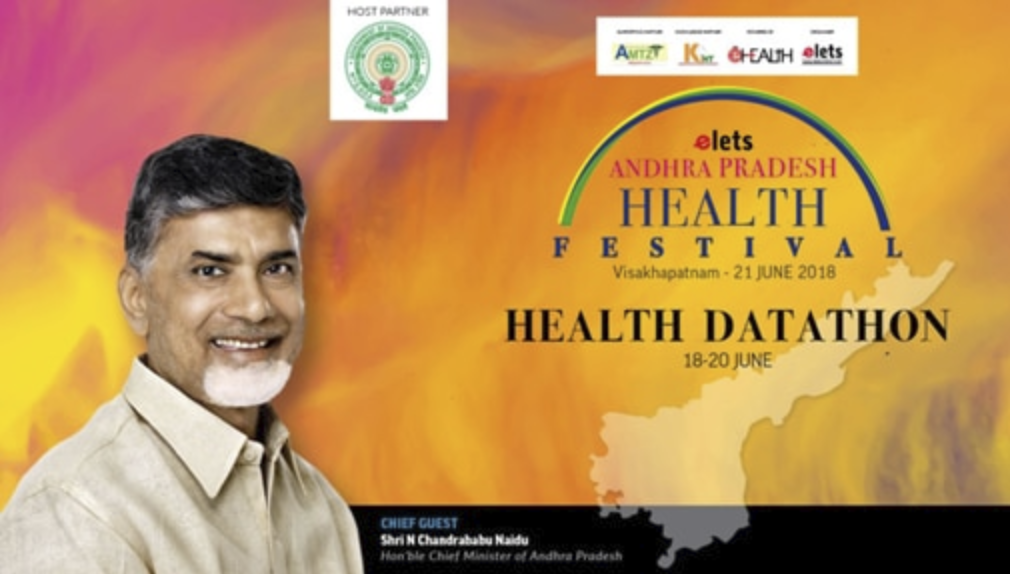 HOST PARTNER
AMTZ
KIHT
eHEALTH
elets
elets
ANDHRA PRADESH
HEALTH
FESTIVAL
Visakhapatnam - 21 JUNE 2018
HEALTH DATATHON
18-20 JUNE
CHIEF GUEST
Shri N Chandrababu Naidu
Hon'ble Chief Minister of Andhra Pradesh